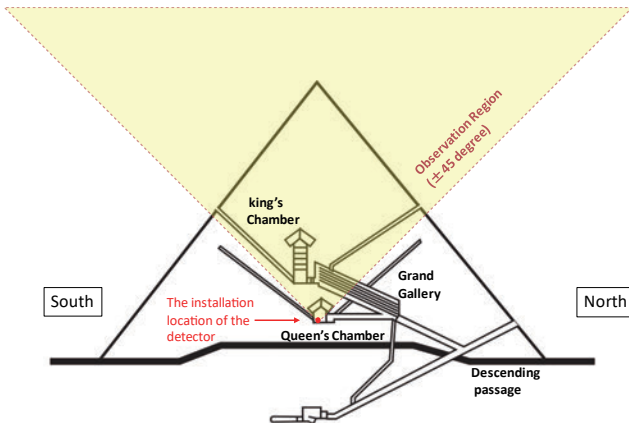 Observation Region
(±45 degree)
king's
Chamber
Grand
Gallery
South
North
The installation
location of the
detector
Queen's Chamber
Descending
passage